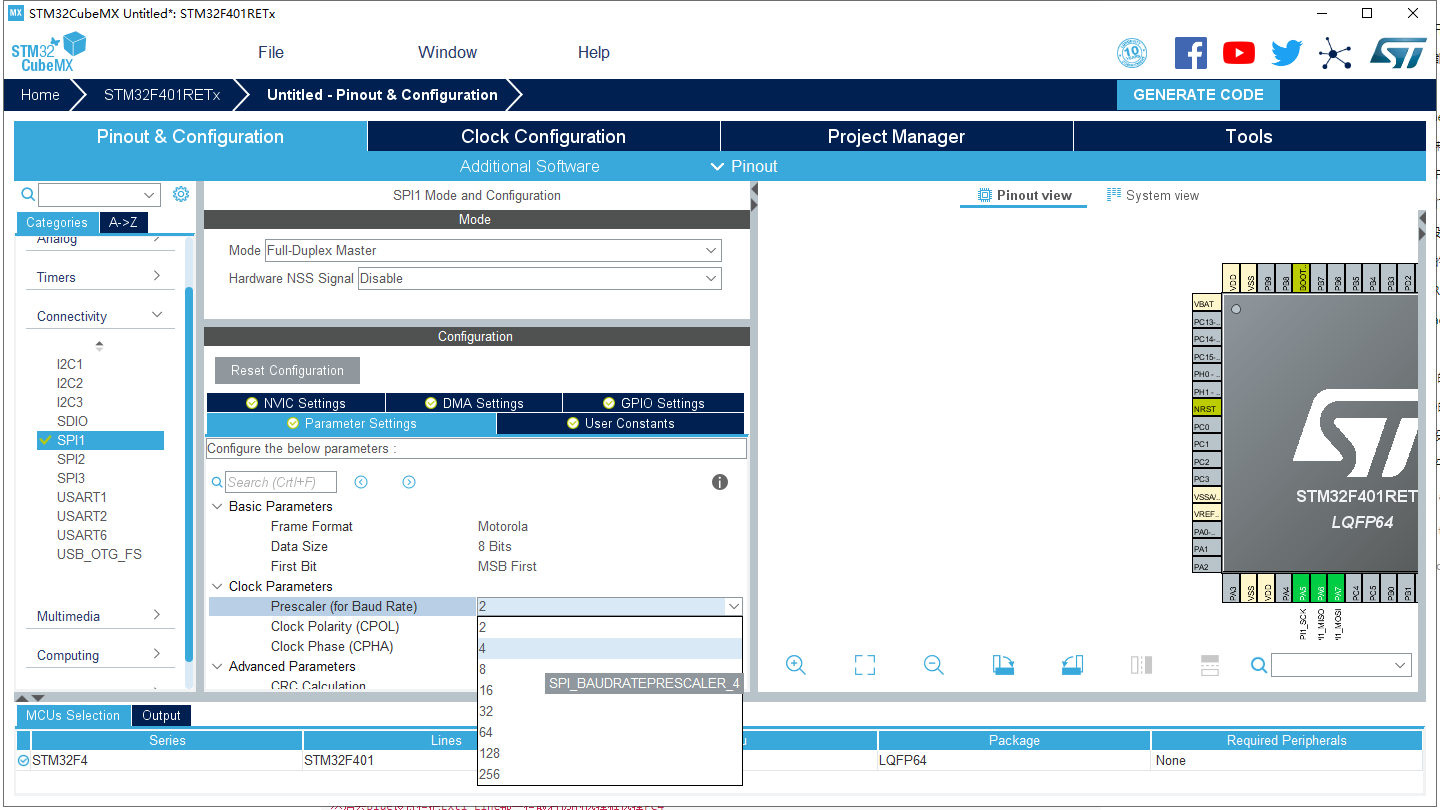 MX STM32CubeMX Untitled*: STM32F401RETx
STM32
CubeMX
File Window Help
10
ST
Home STM32F401RETx Untitled - Pinout & Configuration GENERATE CODE
Pinout & Configuration Clock Configuration Project Manager Tools
Additional Software Pinout
SPI1 Mode and Configuration
Pinout view System view
Categories A->Z
Mode
Analog
Timers
Connectivity
I2C1
I2C2
I2C3
SDIO
SPI1
SPI2
SPI3
USART1
USART2
USART6
USB_OTG_FS
Multimedia
Computing
Mode Full-Duplex Master
Hardware NSS Signal Disable
Configuration
Reset Configuration
NVIC Settings DMA Settings GPIO Settings
Parameter Settings User Constants
Configure the below parameters :
Search (Crtl+F)
Basic Parameters
Frame Format Motorola
Data Size 8 Bits
First Bit MSB First
Clock Parameters
Prescaler (for Baud Rate) 2
Clock Polarity (CPOL)
Clock Phase (CPHA)
Advanced Parameters
CRC Calculation
2
4
8
16
32
64
128
256
SPI_BAUDRATEPRESCALER_4
VDD VSS PB9 PB8 BOOT.. PB7 PB6 PB5 PB4 PB3 PD2
VBAT
PC13-..
PC14-..
PC15-..
PH0 -..
PH1 -..
NRST
PC0
PC1
PC2
PC3
VSSA/..
VREF..
PA0-..
PA1
PA2
STM32F401RET
LQFP64
PA3 VSS VDD PA4 PA5 PA6 PA7 PC4 PC5 PB0 PB1
PI1_SCK
I1_MISO
I1_MOSI
MCUs Selection Output
Series Lines Package Required Peripherals
STM32F4 STM32F401 LQFP64 None